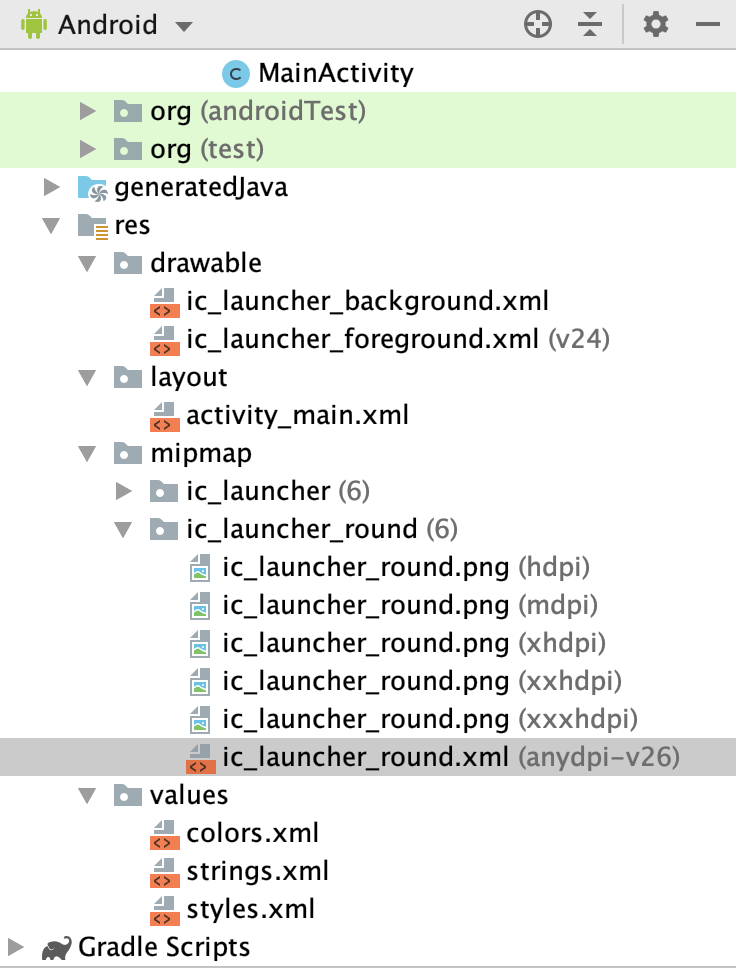 Android
MainActivity
org (androidTest)
org (test)
generatedJava
res
drawable
ic_launcher_background.xml
ic_launcher_foreground.xml (v24)
layout
activity_main.xml
mipmap
ic_launcher (6)
ic_launcher_round (6)
ic_launcher_round.png (hdpi)
ic_launcher_round.png (mdpi)
ic_launcher_round.png (xhdpi)
ic_launcher_round.png (xxhdpi)
ic_launcher_round.png (xxxhdpi)
ic_launcher_round.xml (anydpi-v26)
values
colors.xml
strings.xml
styles.xml
Gradle Scripts